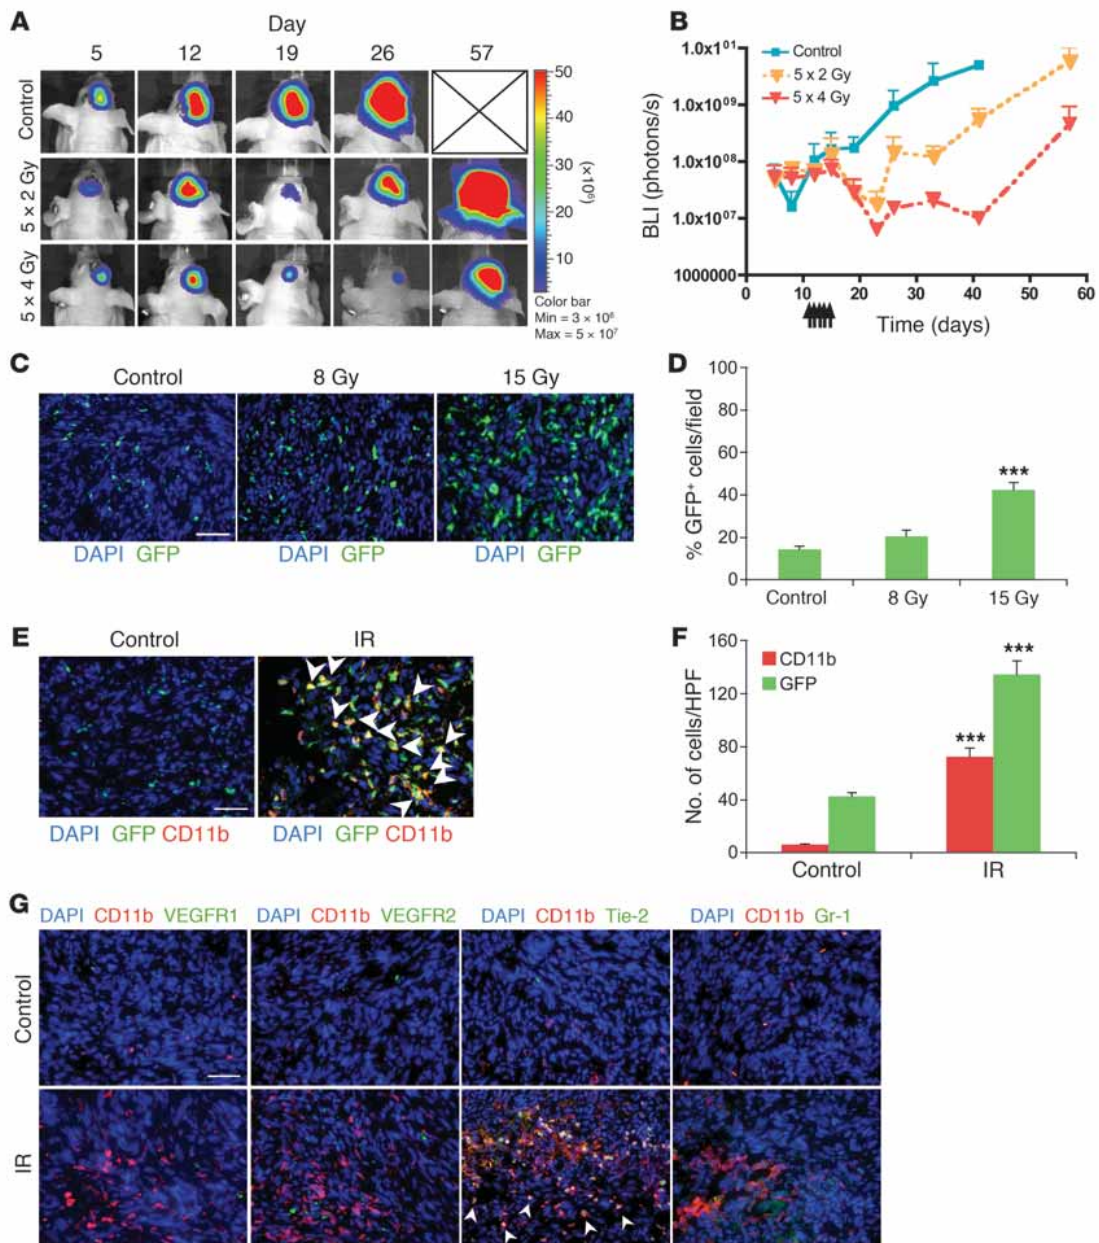 A
Day
5 12 19 26 57
Control
5 × 2 Gy
5 × 4 Gy
50
40
30
20
10
(×10⁶)
Color bar
Min = 3 × 10⁶
Max = 5 × 10⁷
B
Control
5 x 2 Gy
5 x 4 Gy
BLI (photons/s)
1.0x10⁰¹
1.0x10⁰⁹
1.0x10⁰⁸
1.0x10⁰⁷
1000000
0 10 20 30 40 50 60
Time (days)
C
Control 8 Gy 15 Gy
DAPI GFP DAPI GFP DAPI GFP
D
% GFP⁺ cells/field
100
80
60
40
20
0
***
Control 8 Gy 15 Gy
E
Control IR
DAPI GFP CD11b DAPI GFP CD11b
F
No. of cells/HPF
160
120
80
40
0
CD11b
GFP
***
***
Control IR
G
DAPI CD11b VEGFR1 DAPI CD11b VEGFR2 DAPI CD11b Tie-2 DAPI CD11b Gr-1
Control
IR